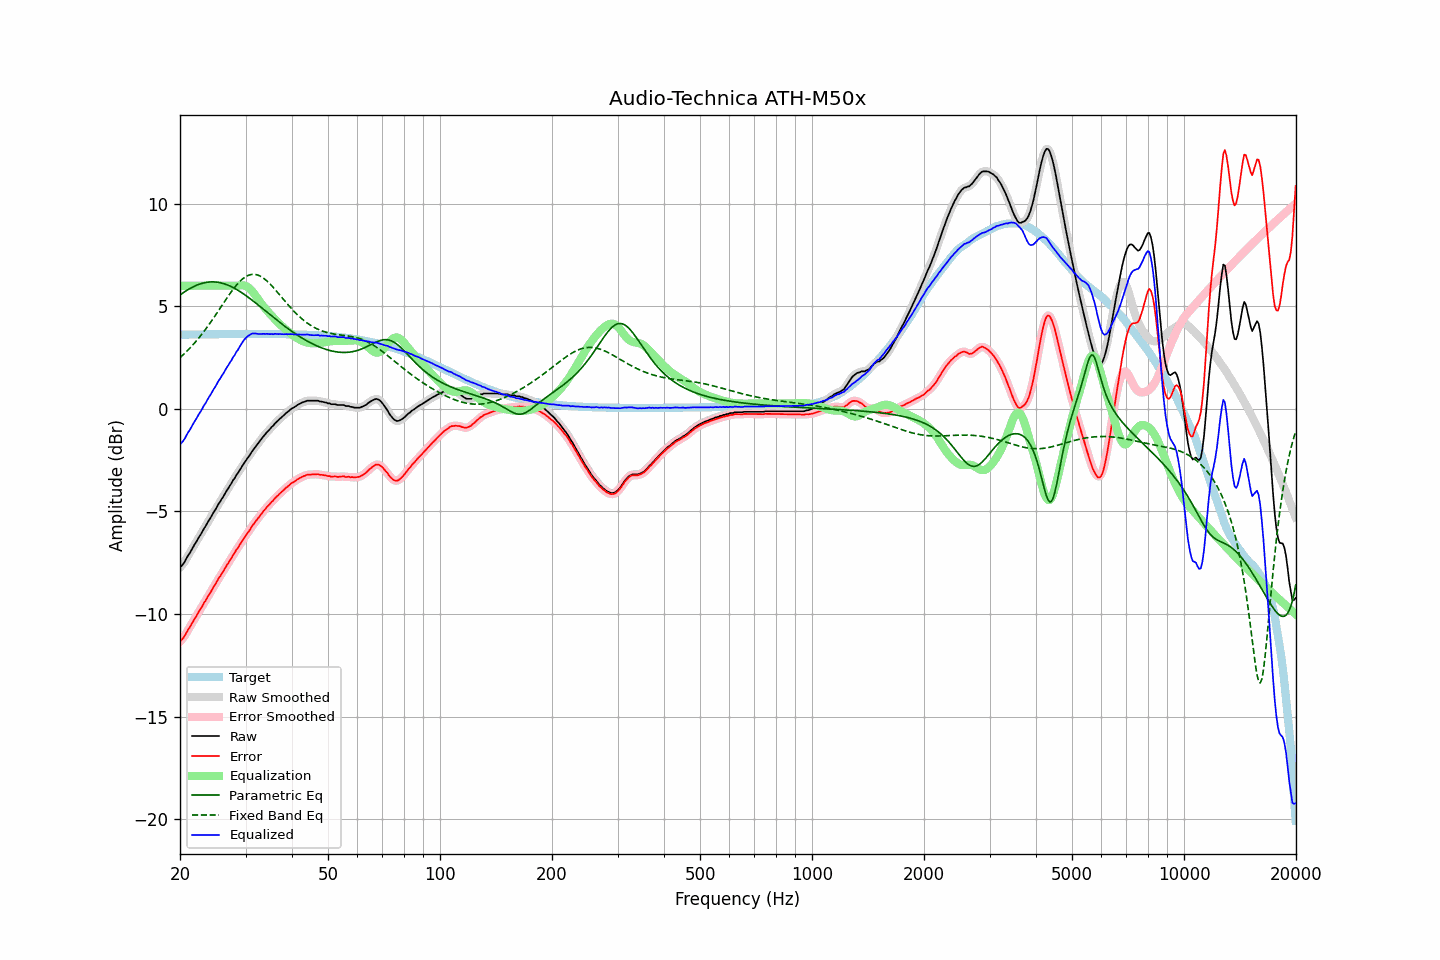 Audio-Technica ATH-M50x
Amplitude (dBr)
10
5
0
−5
−10
−15
−20
Target
Raw Smoothed
Error Smoothed
Raw
Error
Equalization
Parametric Eq
Fixed Band Eq
Equalized
20 50 100 200 500 1000 2000 5000 10000 20000
Frequency (Hz)